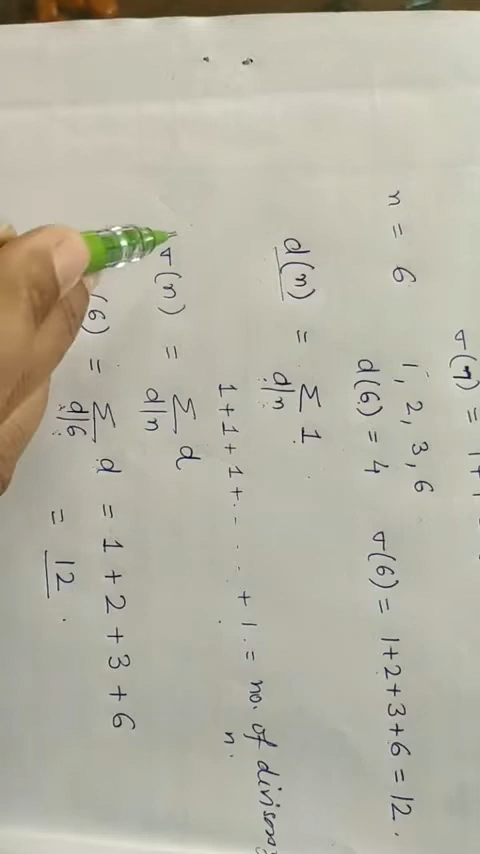 σ(n) = 1+
n = 6 1, 2, 3, 6 σ(6) = 1+2+3+6 = 12.
d(6) = 4
d(n) = Σ 1
d|n
1+1+1+ - - - - +1 = no. of divisors
n.
σ(n) = Σ d
d|n
(6) = Σ d = 1 + 2 + 3 + 6
d|6
= 12.